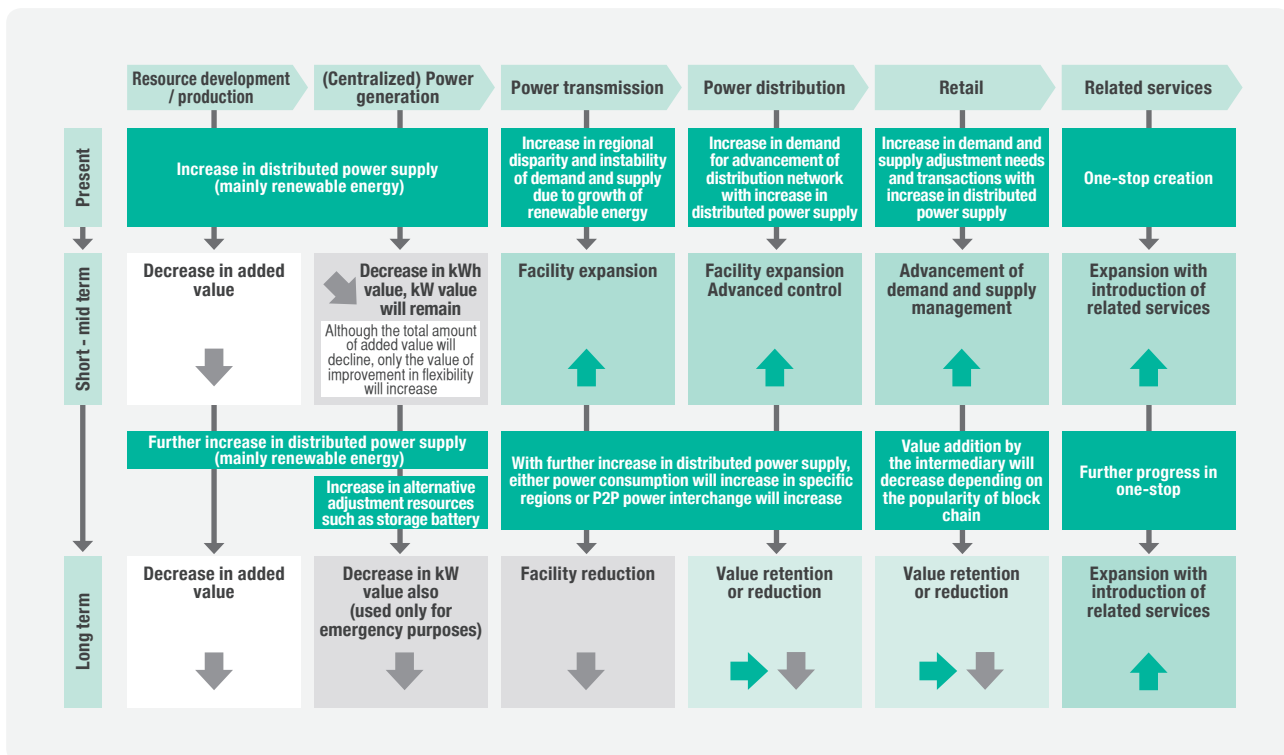 Resource development
/ production
(Centralized) Power
generation
Power transmission
Power distribution
Retail
Related services
Present
Increase in distributed power supply
(mainly renewable energy)
Increase in regional
disparity and instability
of demand and supply
due to growth of
renewable energy
Increase in demand
for advancement of
distribution network
with increase in
distributed power supply
Increase in demand and
supply adjustment needs
and transactions with
increase in distributed
power supply
One-stop creation
Short - mid term
Decrease in added
value
Decrease in kWh
value, kW value
will remain
Although the total amount
of added value will
decline, only the value of
improvement in flexibility
will increase
Facility expansion
Facility expansion
Advanced control
Advancement of
demand and supply
management
Expansion with
introduction of
related services
Further increase in distributed power supply
(mainly renewable energy)
Increase in alternative
adjustment resources
such as storage battery
With further increase in distributed power supply,
either power consumption will increase in specific
regions or P2P power interchange will increase
Value addition by
the intermediary will
decrease depending on
the popularity of block
chain
Further progress in
one-stop
Long term
Decrease in added
value
Decrease in kW
value also
(used only for
emergency purposes)
Facility reduction
Value retention
or reduction
Value retention
or reduction
Expansion with
introduction of
related services